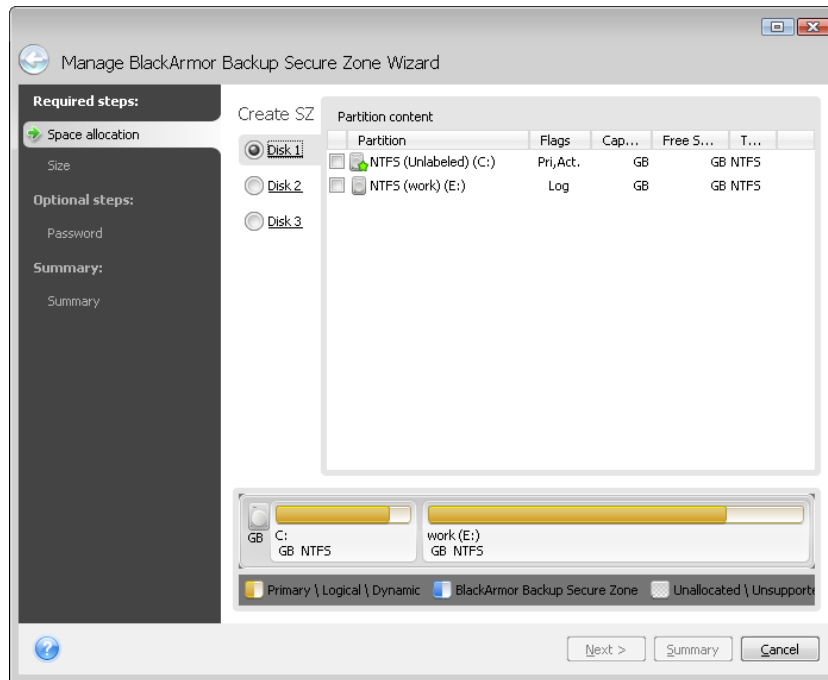 Manage BlackArmor Backup Secure Zone Wizard
Required steps:
Space allocation
Size
Optional steps:
Password
Summary:
Summary
Create SZ
Disk 1
Disk 2
Disk 3
Partition content
Partition Flags Cap... Free S... T...
NTFS (Unlabeled) (C:) Pri,Act. GB GB NTFS
NTFS (work) (E:) Log GB GB NTFS
GB
C:
GB NTFS
work (E:)
GB NTFS
Primary \ Logical \ Dynamic BlackArmor Backup Secure Zone Unallocated \ Unsupporte
?
Next > Summary Cancel